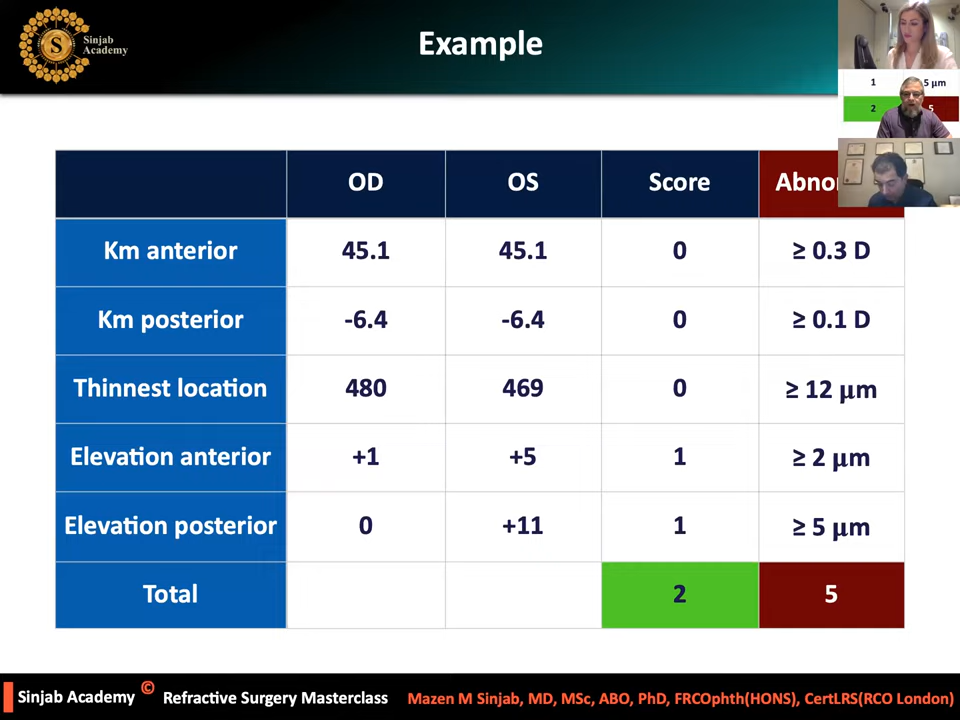 Sinjab
Academy
S
Example
1 5 μm
2 5
OD OS Score
Km anterior 45.1 45.1 0 ≥ 0.3 D
Km posterior -6.4 -6.4 0 ≥ 0.1 D
Thinnest location 480 469 0 ≥ 12 μm
Elevation anterior +1 +5 1 ≥ 2 μm
Elevation posterior 0 +11 1 ≥ 5 μm
Total 2 5
Sinjab Academy © Refractive Surgery Masterclass Mazen M Sinjab, MD, MSc, ABO, PhD, FRCOphth(HONS), CertLRS(RCO London)